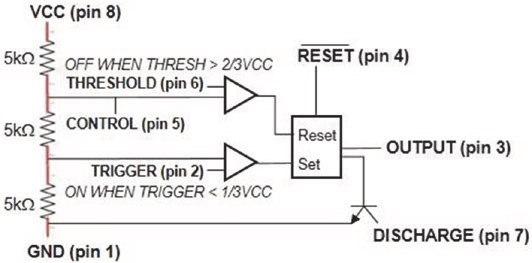 VCC (pin 8)
5kΩ
OFF WHEN THRESH > 2/3VCC
THRESHOLD (pin 6)
RESET (pin 4)
CONTROL (pin 5)
5kΩ
Reset
OUTPUT (pin 3)
Set
TRIGGER (pin 2)
ON WHEN TRIGGER < 1/3VCC
5kΩ
DISCHARGE (pin 7)
GND (pin 1)